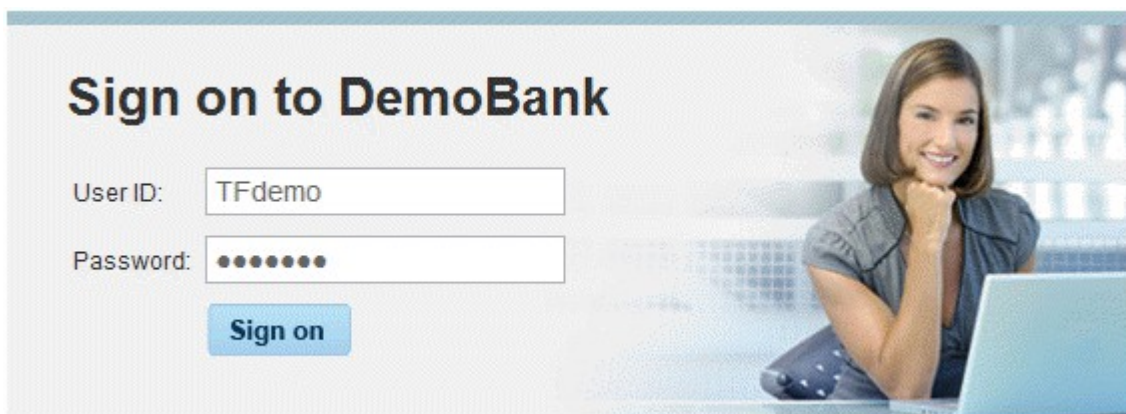 Sign on to DemoBank
User ID: TFdemo
Password: ●●●●●●●
Sign on